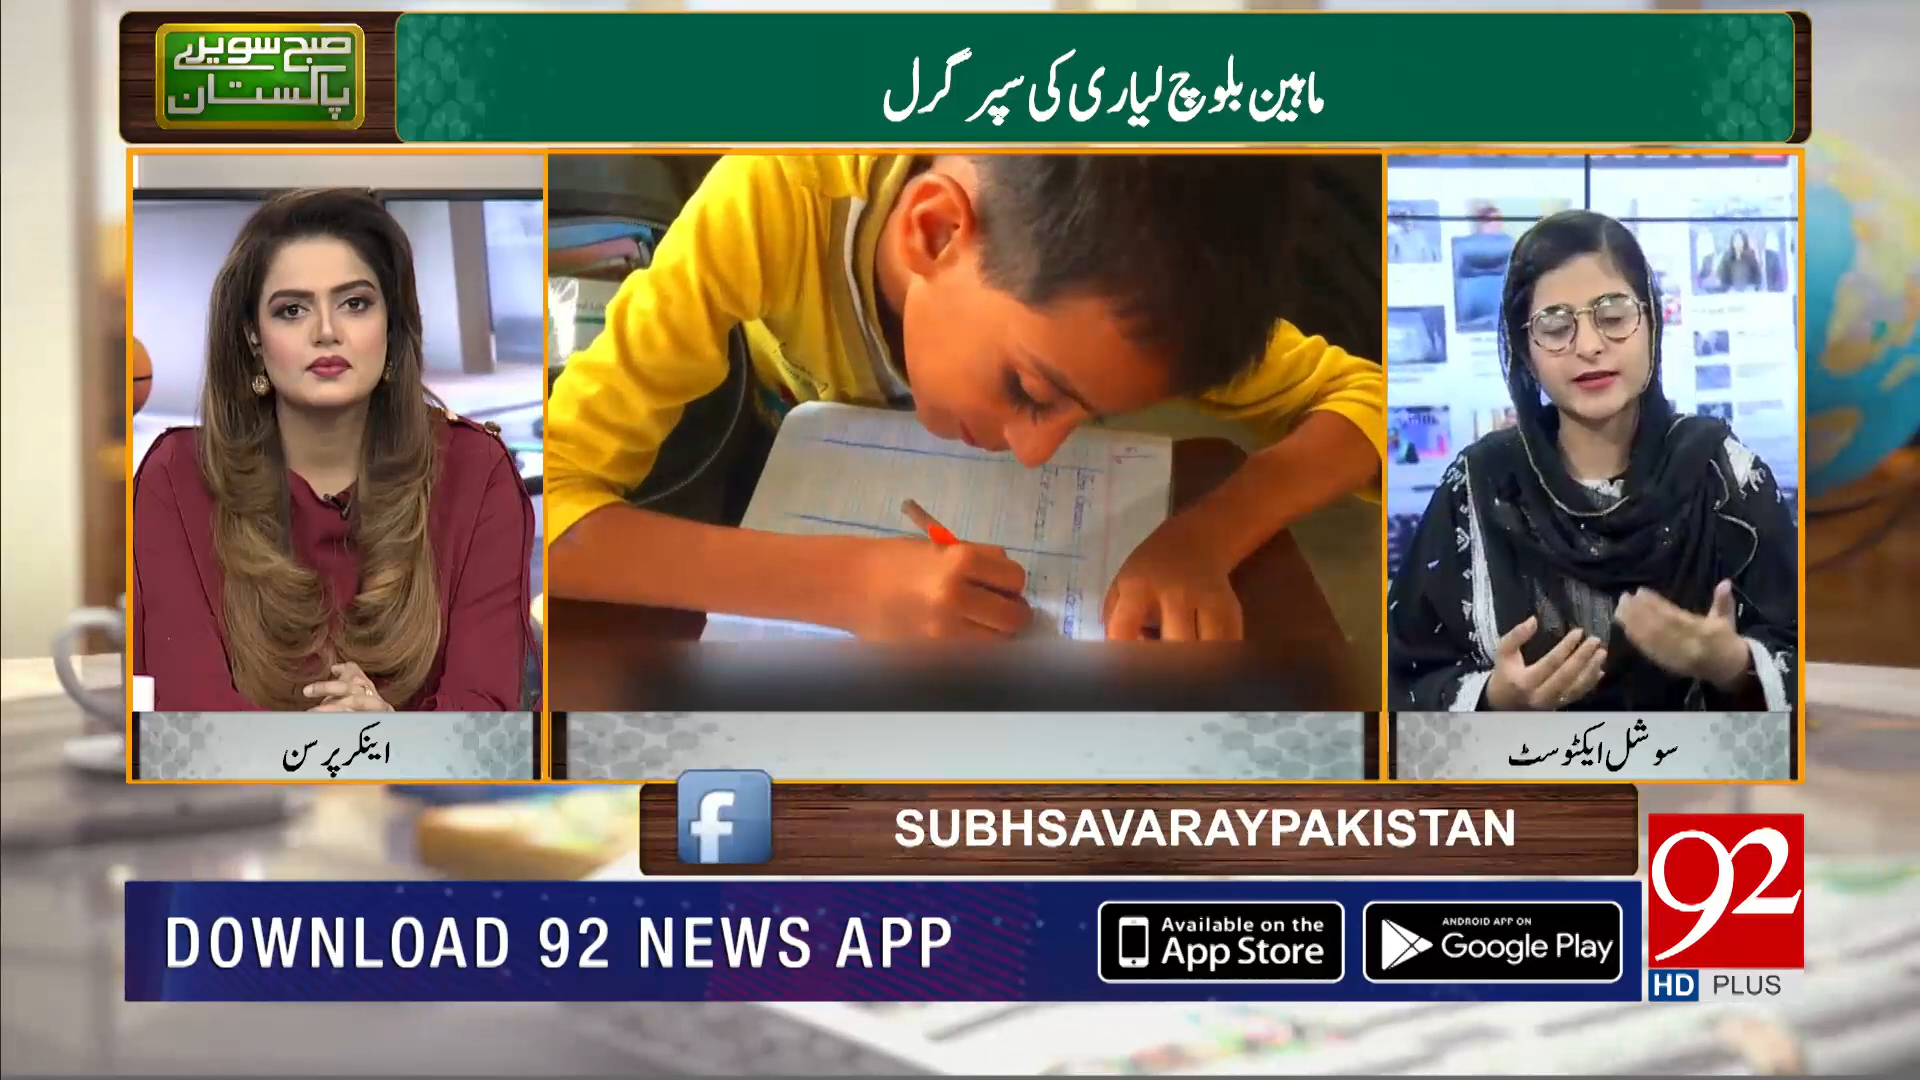 صبح سویرے
پاکستان
ماہین بلوچ لیاری کی سپر گرل
اینکر پرسن
سوشل ایکٹوسٹ
f
SUBHSAVARAYPAKISTAN
DOWNLOAD 92 NEWS APP
Available on the
App Store
ANDROID APP ON
Google Play
92
HD PLUS